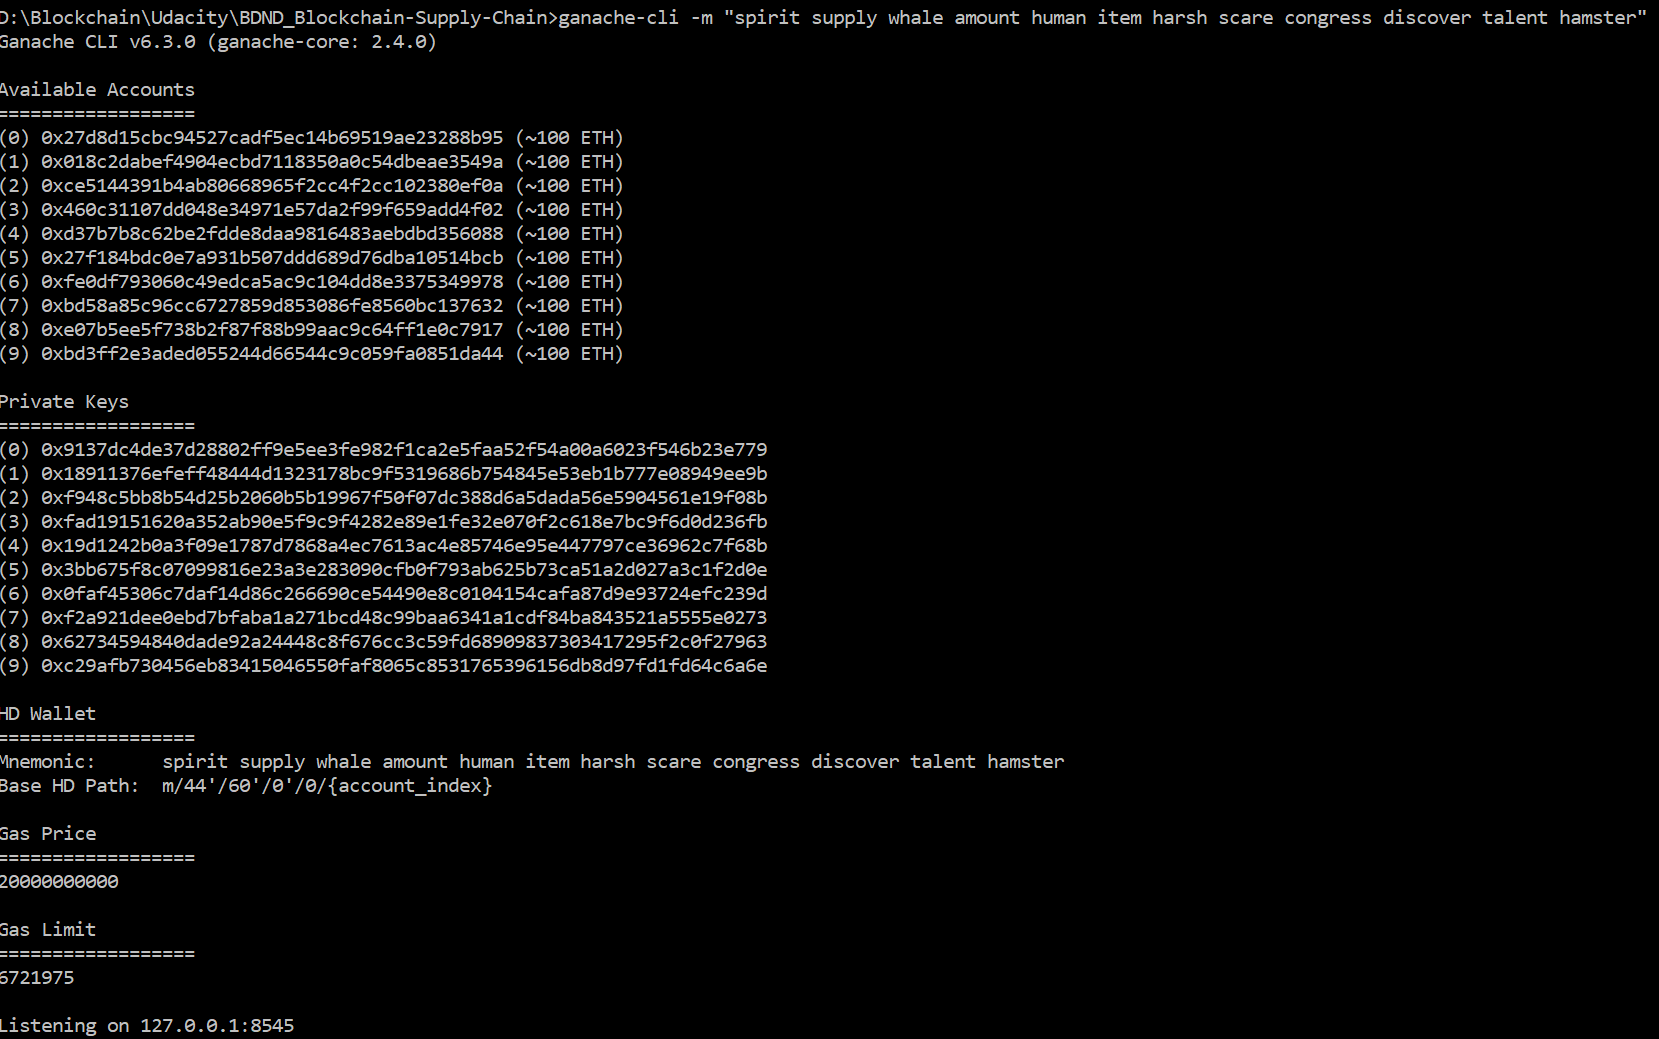 D:\Blockchain\Udacity\BDND_Blockchain-Supply-Chain>ganache-cli -m "spirit supply whale amount human item harsh scare congress discover talent hamster"
Ganache CLI v6.3.0 (ganache-core: 2.4.0)
Available Accounts
==================
(0) 0x27d8d15cbc94527cadf5ec14b69519ae23288b95 (~100 ETH)
(1) 0x018c2dabef4904ecbd7118350a0c54dbeae3549a (~100 ETH)
(2) 0xce5144391b4ab80668965f2cc4f2cc102380ef0a (~100 ETH)
(3) 0x460c31107dd048e34971e57da2f99f659add4f02 (~100 ETH)
(4) 0xd37b7b8c62be2fdde8daa9816483aebdbd356088 (~100 ETH)
(5) 0x27f184bdc0e7a931b507ddd689d76dba10514bcb (~100 ETH)
(6) 0xfe0df793060c49edca5ac9c104dd8e3375349978 (~100 ETH)
(7) 0xbd58a85c96cc6727859d853086fe8560bc137632 (~100 ETH)
(8) 0xe07b5ee5f738b2f87f88b99aac9c64ff1e0c7917 (~100 ETH)
(9) 0xbd3ff2e3aded055244d66544c9c059fa0851da44 (~100 ETH)
Private Keys
==================
(0) 0x9137dc4de37d28802ff9e5ee3fe982f1ca2e5faa52f54a00a6023f546b23e779
(1) 0x18911376efeff48444d1323178bc9f5319686b754845e53eb1b777e08949ee9b
(2) 0xf948c5bb8b54d25b2060b5b19967f50f07dc388d6a5dada56e5904561e19f08b
(3) 0xfad19151620a352ab90e5f9c9f4282e89e1fe32e070f2c618e7bc9f6d0d236fb
(4) 0x19d1242b0a3f09e1787d7868a4ec7613ac4e85746e95e447797ce36962c7f68b
(5) 0x3bb675f8c07099816e23a3e283090cfb0f793ab625b73ca51a2d027a3c1f2d0e
(6) 0x0faf45306c7daf14d86c266690ce54490e8c0104154cafa87d9e93724efc239d
(7) 0xf2a921dee0ebd7bfaba1a271bcd48c99baa6341a1cdf84ba843521a5555e0273
(8) 0x62734594840dade92a24448c8f676cc3c59fd68909837303417295f2c0f27963
(9) 0xc29afb730456eb83415046550faf8065c8531765396156db8d97fd1fd64c6a6e
HD Wallet
==================
Mnemonic:      spirit supply whale amount human item harsh scare congress discover talent hamster
Base HD Path:  m/44'/60'/0'/0/{account_index}
Gas Price
==================
20000000000
Gas Limit
==================
6721975
Listening on 127.0.0.1:8545